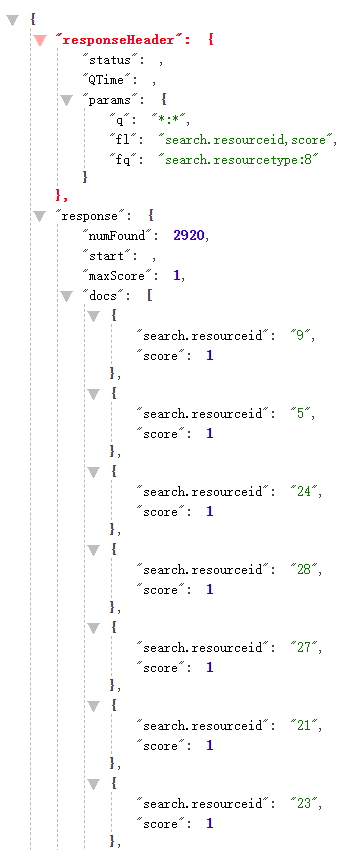 {
"responseHeader": {
"status": ,
"QTime": ,
"params": {
"q": "*:*",
"fl": "search.resourceid,score",
"fq": "search.resourcetype:8"
}
},
"response": {
"numFound": 2920,
"start": ,
"maxScore": 1,
"docs": [
{
"search.resourceid": "9",
"score": 1
},
{
"search.resourceid": "5",
"score": 1
},
{
"search.resourceid": "24",
"score": 1
},
{
"search.resourceid": "28",
"score": 1
},
{
"search.resourceid": "27",
"score": 1
},
{
"search.resourceid": "21",
"score": 1
},
{
"search.resourceid": "23",
"score": 1
},